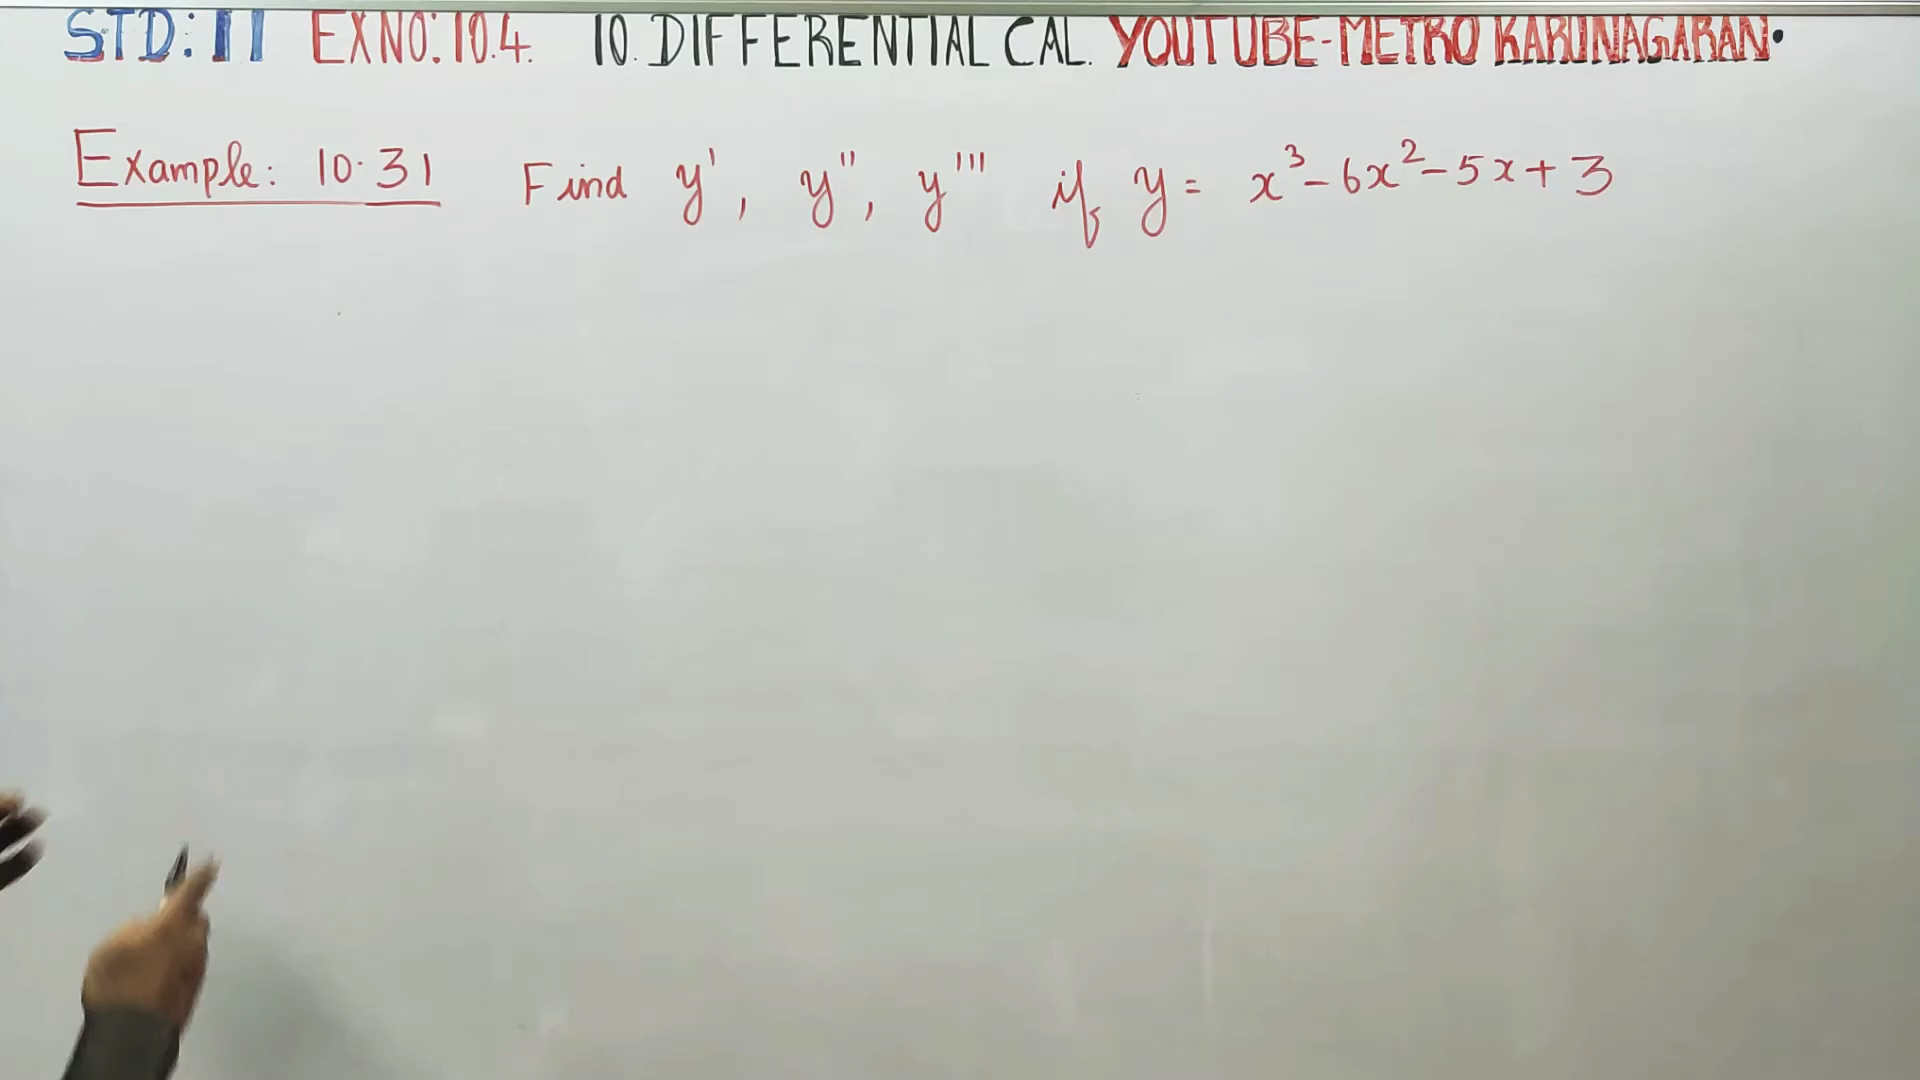 STD: 11 EXNO: 10.4. 10. DIFFERENTIAL CAL. YOUTUBE-METRO KARUNAGARAN.
Example: 10.31 Find y', y'', y''' if y = x³ - 6x² - 5x + 3